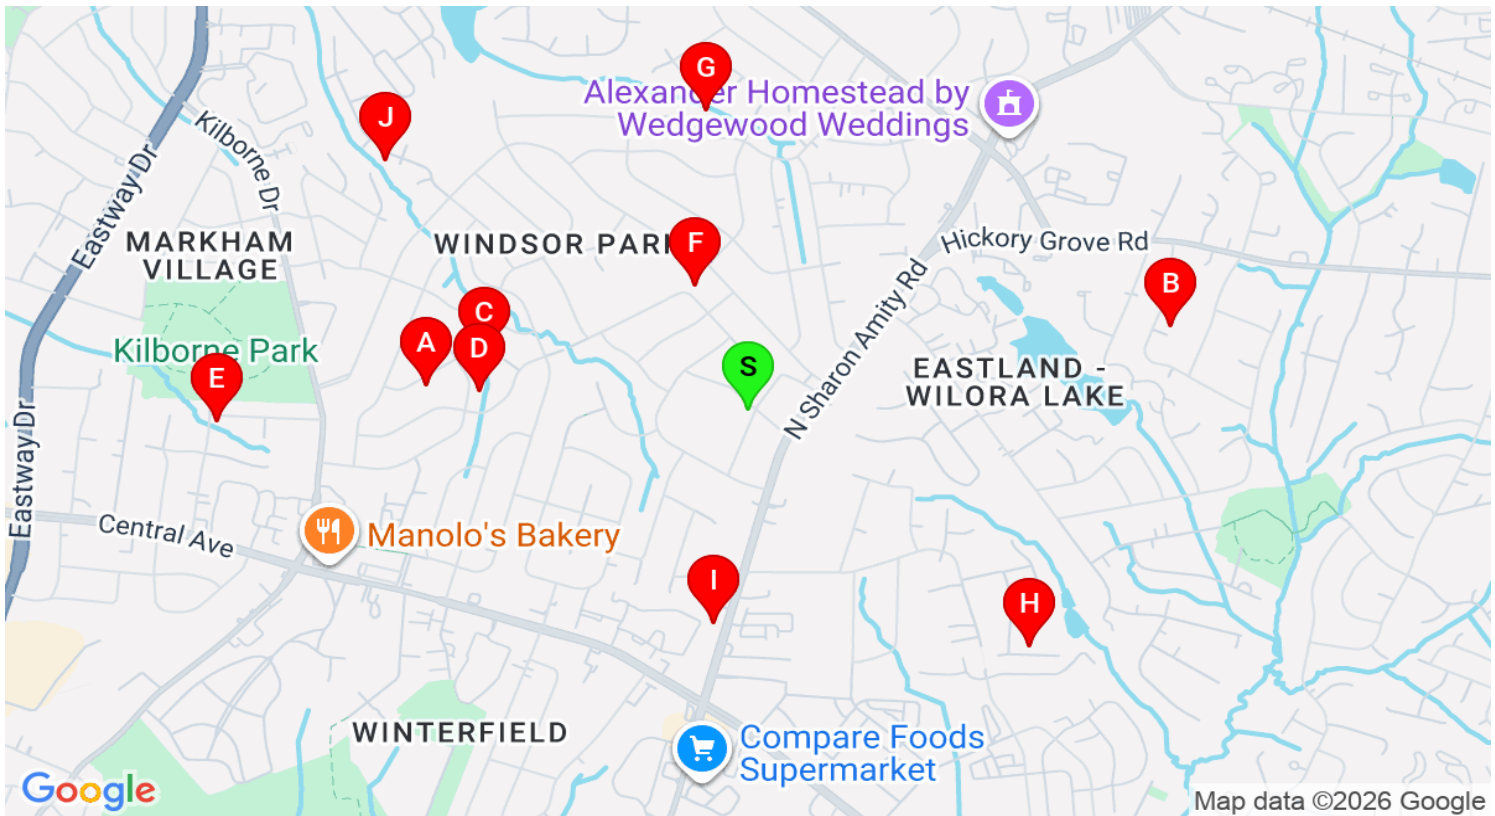 G
Alexander Homestead by
Wedgewood Weddings
J
Kilborne Dr
Eastway Dr
MARKHAM
VILLAGE
WINDSOR PARK
F
Hickory Grove Rd
B
N Sharon Amity Rd
C
A
D
Kilborne Park
E
S
EASTLAND -
WILORA LAKE
Eastway Dr
Central Ave
Manolo's Bakery
I
H
WINTERFIELD
Compare Foods
Supermarket
Google
Map data ©2026 Google